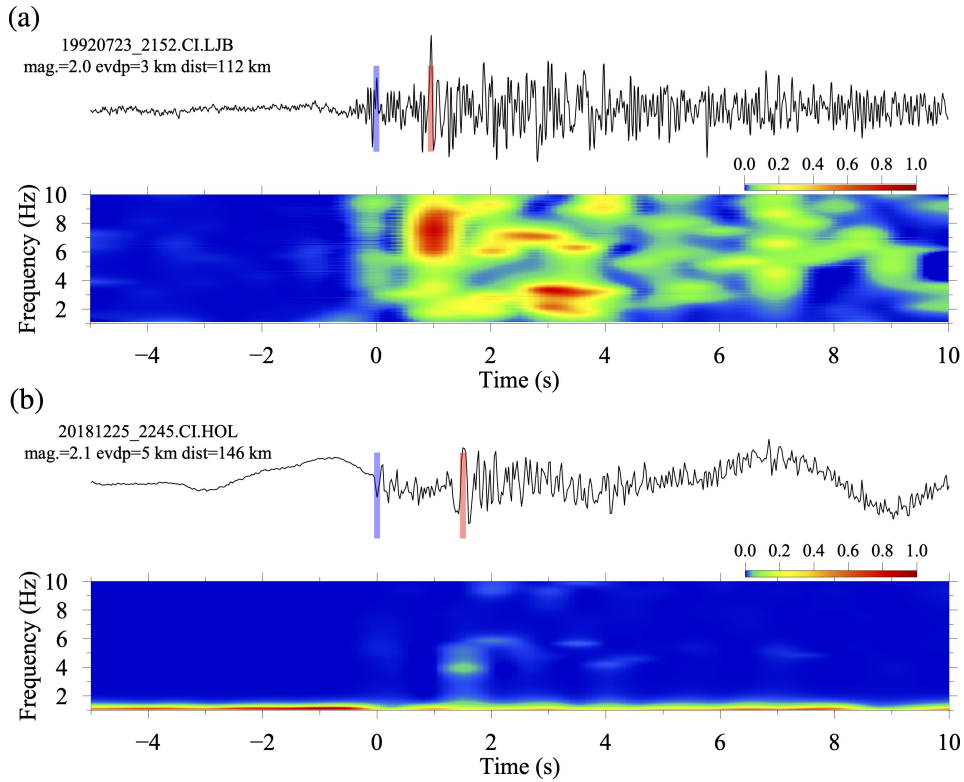 (a)
19920723_2152.CI.LJB
mag.=2.0 evdp=3 km dist=112 km
0.0 0.2 0.4 0.6 0.8 1.0
10
8
6
4
2
Frequency (Hz)
−4 −2 0 2 4 6 8 10
Time (s)
(b)
20181225_2245.CI.HOL
mag.=2.1 evdp=5 km dist=146 km
0.0 0.2 0.4 0.6 0.8 1.0
10
8
6
4
2
Frequency (Hz)
−4 −2 0 2 4 6 8 10
Time (s)